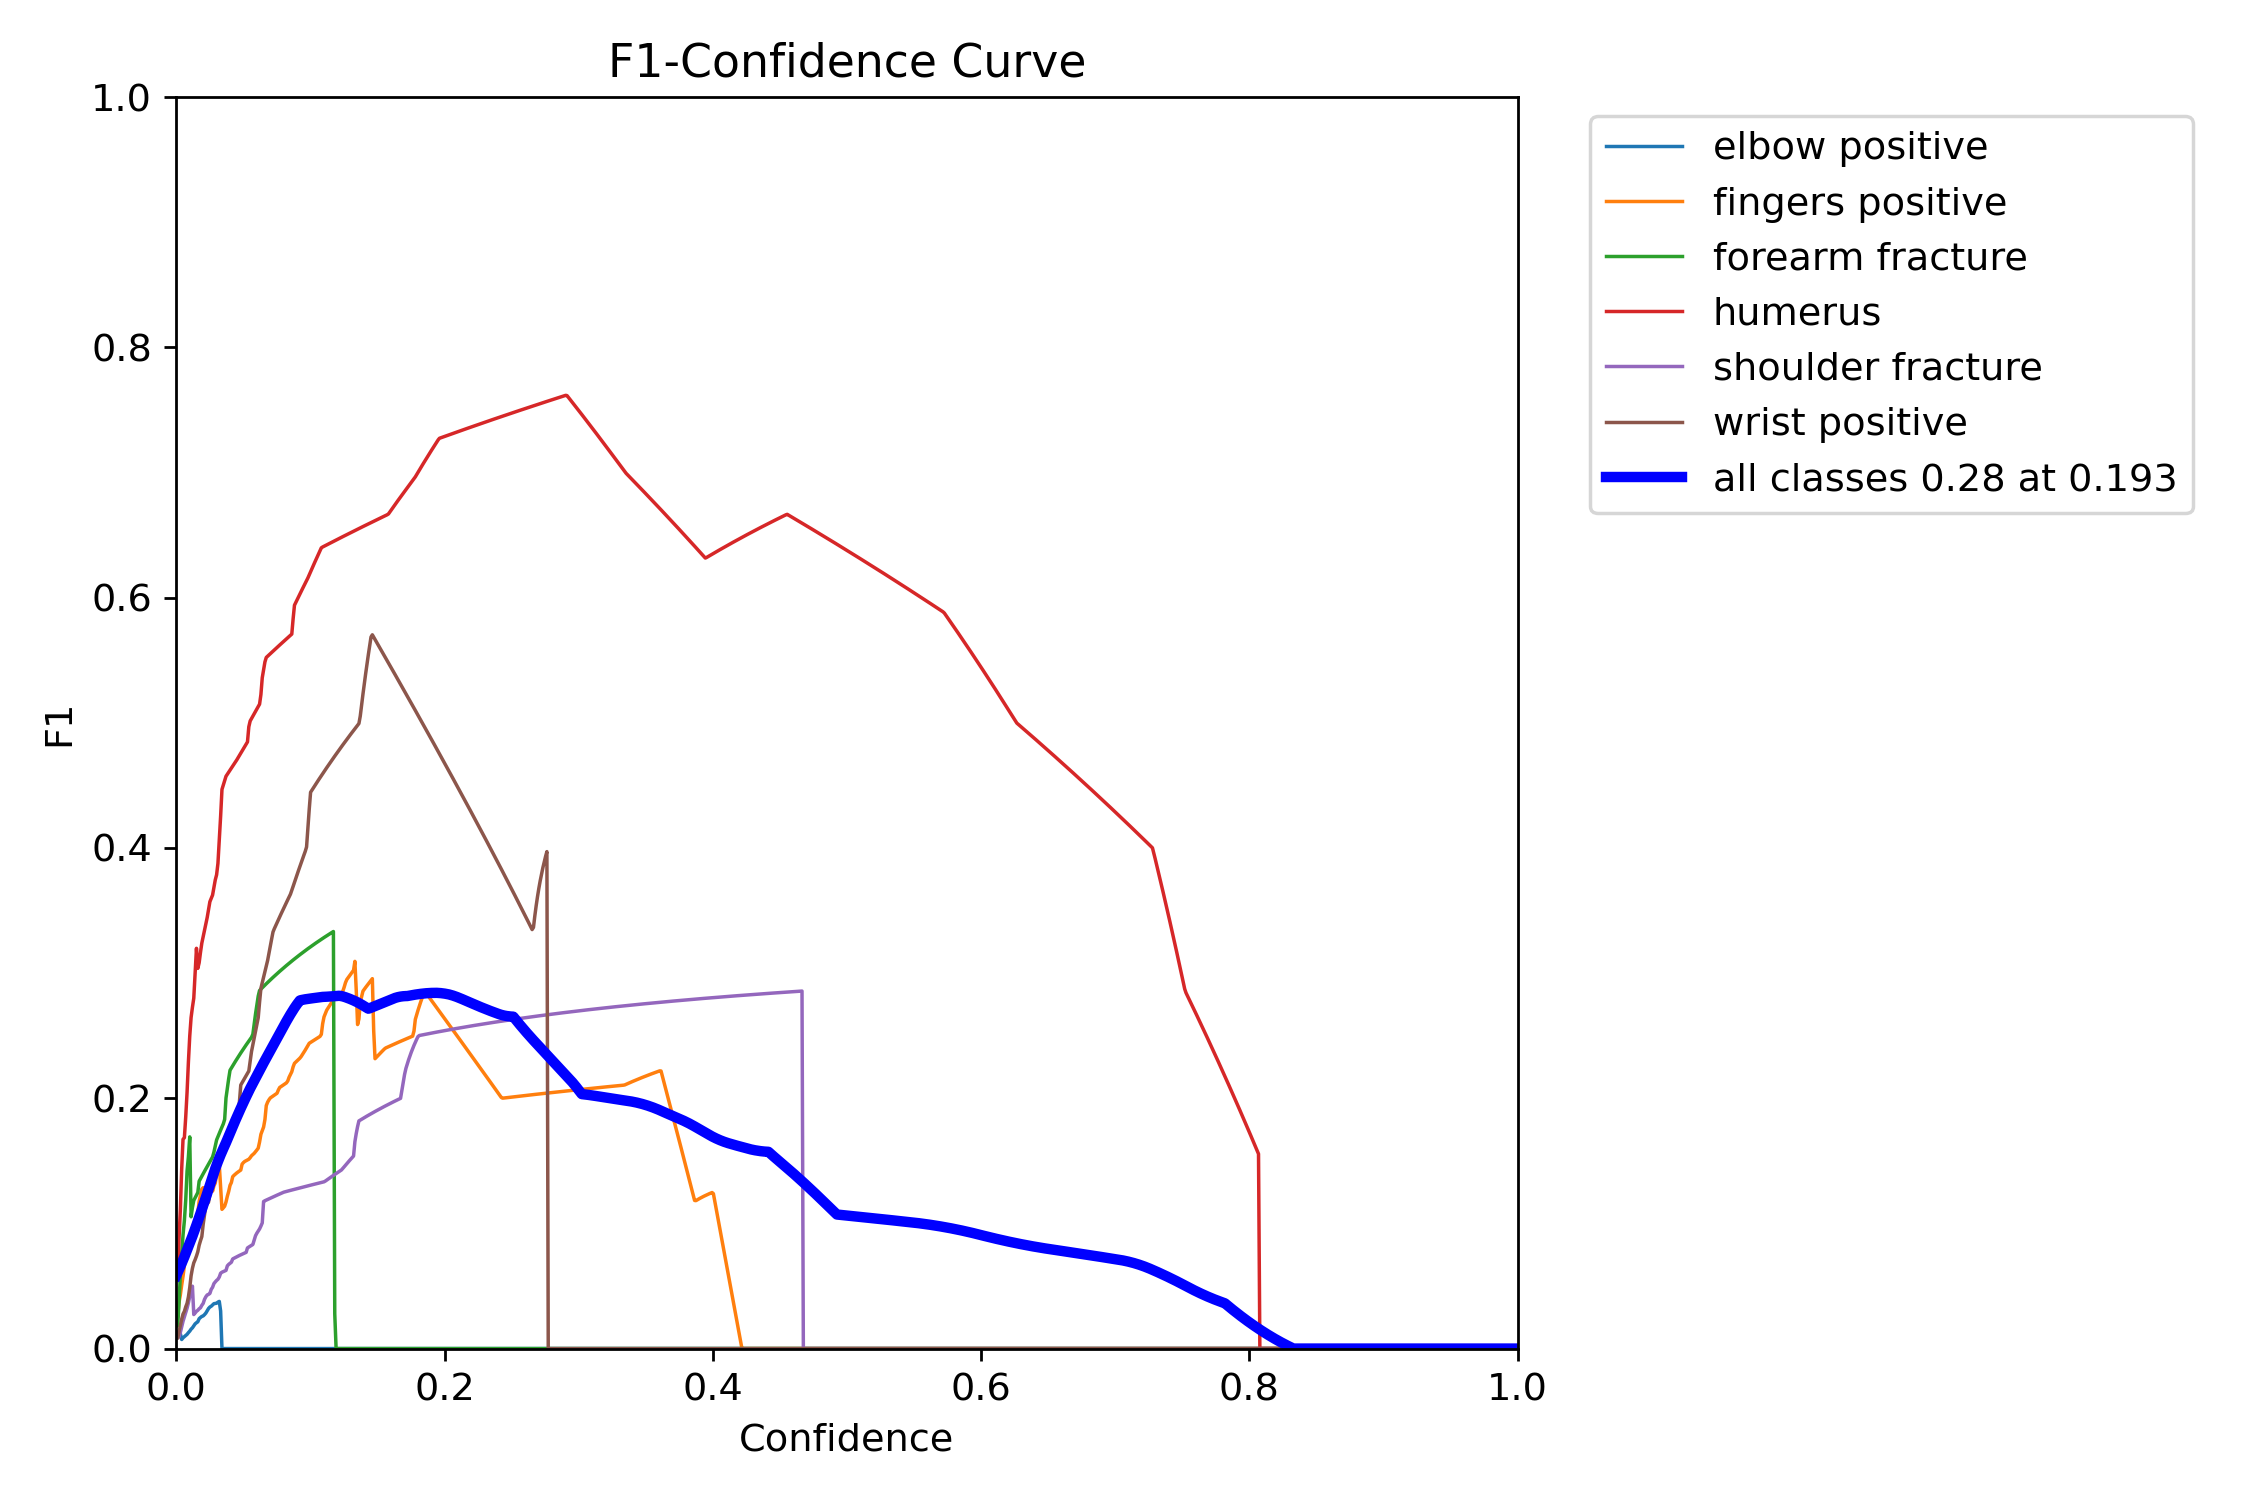 F1-Confidence Curve
1.0
0.8
0.6
0.4
0.2
0.0
F1
0.0 0.2 0.4 0.6 0.8 1.0
Confidence
elbow positive
fingers positive
forearm fracture
humerus
shoulder fracture
wrist positive
all classes 0.28 at 0.193